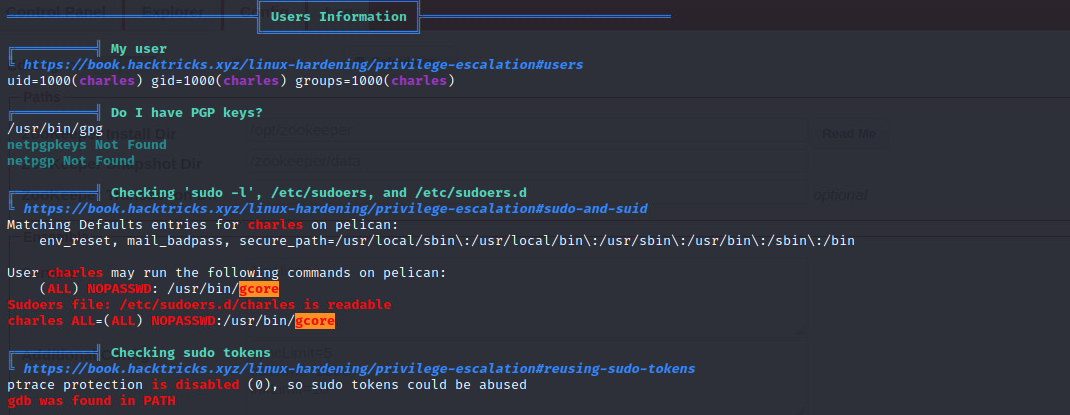 Control Panel Explorer
Users Information
My user
https://book.hacktricks.xyz/linux-hardening/privilege-escalation#users
uid=1000(charles) gid=1000(charles) groups=1000(charles)
Paths
Do I have PGP keys?
/usr/bin/gpg
Install Dir /opt/zookeeper Read Me
netpgpkeys Not Found
netpgp Not Found
Snapshot Dir /zookeeper/data
Checking 'sudo -l', /etc/sudoers, and /etc/sudoers.d
optional
https://book.hacktricks.xyz/linux-hardening/privilege-escalation#sudo-and-suid
Matching Defaults entries for charles on pelican:
env_reset, mail_badpass, secure_path=/usr/local/sbin\:/usr/local/bin\:/usr/sbin\:/usr/bin\:/sbin\:/bin
User charles may run the following commands on pelican:
(ALL) NOPASSWD: /usr/bin/gcore
Sudoers file: /etc/sudoers.d/charles is readable
charles ALL=(ALL) NOPASSWD:/usr/bin/gcore
Checking sudo tokens
https://book.hacktricks.xyz/linux-hardening/privilege-escalation#reusing-sudo-tokens
ptrace protection is disabled (0), so sudo tokens could be abused
gdb was found in PATH